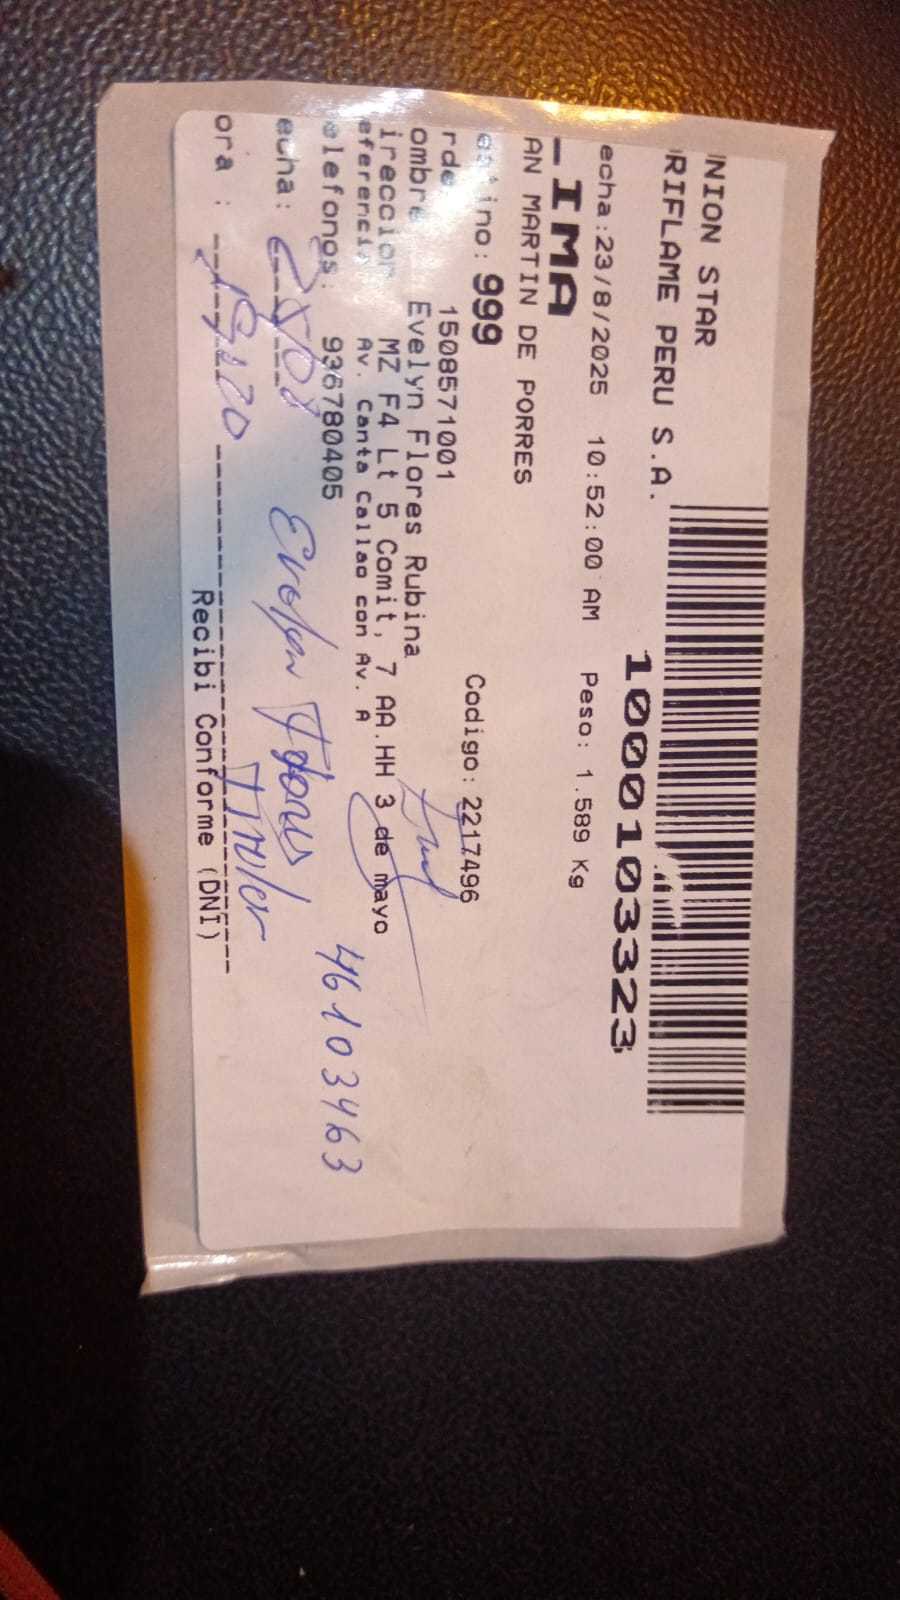 NION STAR
RIFLAME PERU S.A.
1000103323
echa:23/8/2025 10:52:00 AM Peso: 1.589 Kg
IMA
AN MARTIN DE PORRES
ino: 999
rde 1508571001 Codigo: 2217496
ombre Evelyn Flores Rubina
ireccion MZ F4 Lt 5 Comit, 7 AA.HH 3 de mayo
eferencia Av. Canta Callao con Av. A
elefonos: 936780405
46103463
echa: Evelyn Flores
ora : 19:20 Titular
Recibi Conforme (DNI)